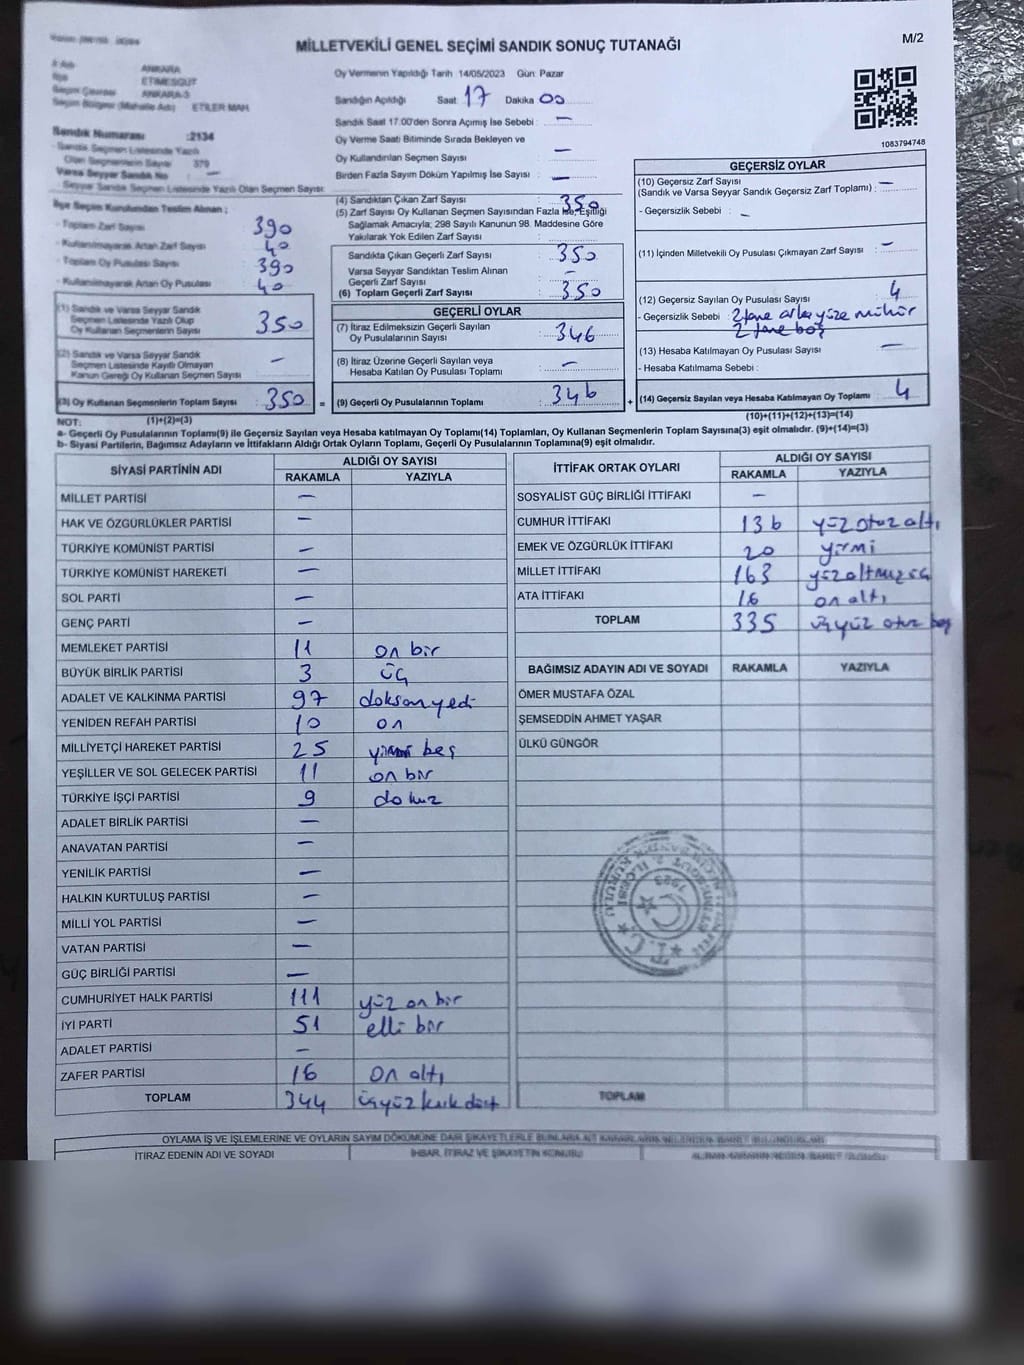 MİLLETVEKİLİ GENEL SEÇİMİ SANDIK SONUÇ TUTANAĞI
M/2
İli Adı ANKARA
İlçe ETİMESGUT
Seçim Çevresi ANKARA-3
Seçim Bölgesi (Mahalle Adı) ETİLER MAH.
Sandık Numarası :2134
Sandık Seçmen Listesinde Yazılı
Olan Seçmenlerin Sayısı 379
Varsa Seyyar Sandık No —
- Seyyar Sandık Seçmen Listesinde Yazılı Olan Seçmen Sayısı:
İlçe Seçim Kurulundan Teslim Alınan ;
- Toplam Zarf Sayısı 390
- Kullanılmayarak Artan Zarf Sayısı 40
- Toplam Oy Pusulası Sayısı 390
- Kullanılmayarak Artan Oy Pusulası 40
(1) Sandık ve Varsa Seyyar Sandık
Seçmen Listesinde Yazılı Olup
Oy Kullanan Seçmenlerin Sayısı 350
(2) Sandık ve Varsa Seyyar Sandık
Seçmen Listesinde Kayıtlı Olmayan
Kanun Gereği Oy Kullanan Seçmen Sayısı —
(3) Oy Kullanan Seçmenlerin Toplam Sayısı : 350 =
(1)+(2)=(3)
Oy Vermenin Yapıldığı Tarih 14/05/2023 Gün Pazar
Sandığın Açıldığı Saat 17 Dakika 00
Sandık Saat 17.00'den Sonra Açımış İse Sebebi : —
Oy Verme Saati Bitiminde Sırada Bekleyen ve
Oy Kullandırılan Seçmen Sayısı : —
Birden Fazla Sayım Döküm Yapılmış İse Sayısı : —
(4) Sandıktan Çıkan Zarf Sayısı : 350
(5) Zarf Sayısı Oy Kullanan Seçmen Sayısından Fazla İse, Eşitliği
Sağlamak Amacıyla; 298 Sayılı Kanunun 98. Maddesine Göre
Yakılarak Yok Edilen Zarf Sayısı :
Sandıkta Çıkan Geçerli Zarf Sayısı : 350
Varsa Seyyar Sandıktan Teslim Alınan
Geçerli Zarf Sayısı : —
(6) Toplam Geçerli Zarf Sayısı : 350
GEÇERLİ OYLAR
(7) İtiraz Edilmeksizin Geçerli Sayılan
Oy Pusulalarının Sayısı : 346
(8) İtiraz Üzerine Geçerli Sayılan veya
Hesaba Katılan Oy Pusulası Toplamı : —
(9) Geçerli Oy Pusulalarının Toplamı : 346 +
1083794748
GEÇERSİZ OYLAR
(10) Geçersiz Zarf Sayısı
(Sandık ve Varsa Seyyar Sandık Geçersiz Zarf Toplamı) : —
- Geçersizlik Sebebi : —
(11) İçinden Milletvekili Oy Pusulası Çıkmayan Zarf Sayısı : —
(12) Geçersiz Sayılan Oy Pusulası Sayısı : 4
- Geçersizlik Sebebi : 2 tane arka yüze mühür
2 tane boş
(13) Hesaba Katılmayan Oy Pusulası Sayısı : —
- Hesaba Katılmama Sebebi :
(14) Geçersiz Sayılan veya Hesaba Katılmayan Oy Toplamı : 4
(10)+(11)+(12)+(13)=(14)
NOT:
a- Geçerli Oy Pusulalarının Toplamı(9) ile Geçersiz Sayılan veya Hesaba katılmayan Oy Toplamı(14) Toplamları, Oy Kullanan Seçmenlerin Toplam Sayısına(3) eşit olmalıdır. (9)+(14)=(3)
b- Siyasi Partilerin, Bağımsız Adayların ve İttifakların Aldığı Ortak Oyların Toplamı, Geçerli Oy Pusulalarının Toplamına(9) eşit olmalıdır.
SİYASİ PARTİNİN ADI ALDIĞI OY SAYISI
RAKAMLA YAZIYLA
MİLLET PARTİSİ —
HAK VE ÖZGÜRLÜKLER PARTİSİ —
TÜRKİYE KOMÜNİST PARTİSİ —
TÜRKİYE KOMÜNİST HAREKETİ —
SOL PARTİ —
GENÇ PARTİ —
MEMLEKET PARTİSİ 11 on bir
BÜYÜK BİRLİK PARTİSİ 3 üç
ADALET VE KALKINMA PARTİSİ 97 doksan yedi
YENİDEN REFAH PARTİSİ 10 on
MİLLİYETÇİ HAREKET PARTİSİ 25 yirmi beş
YEŞİLLER VE SOL GELECEK PARTİSİ 11 on bir
TÜRKİYE İŞÇİ PARTİSİ 9 dokuz
ADALET BİRLİK PARTİSİ —
ANAVATAN PARTİSİ —
YENİLİK PARTİSİ —
HALKIN KURTULUŞ PARTİSİ —
MİLLİ YOL PARTİSİ —
VATAN PARTİSİ —
GÜÇ BİRLİĞİ PARTİSİ —
CUMHURİYET HALK PARTİSİ 111 yüz on bir
İYİ PARTİ 51 elli bir
ADALET PARTİSİ —
ZAFER PARTİSİ 16 on altı
TOPLAM 344 üçyüz kırk dört
İTTİFAK ORTAK OYLARI ALDIĞI OY SAYISI
RAKAMLA YAZIYLA
SOSYALİST GÜÇ BİRLİĞİ İTTİFAKI —
CUMHUR İTTİFAKI 136 yüz otuz altı
EMEK VE ÖZGÜRLÜK İTTİFAKI 20 yirmi
MİLLET İTTİFAKI 163 yüz altmış üç
ATA İTTİFAKI 16 on altı
TOPLAM 335 üçyüz otuz beş
BAĞIMSIZ ADAYIN ADI VE SOYADI RAKAMLA YAZIYLA
ÖMER MUSTAFA ÖZAL
ŞEMSEDDİN AHMET YAŞAR
ÜLKÜ GÜNGÖR
T.C.
TOPLAM
OYLAMA İŞ VE İŞLEMLERİNE VE OYLARIN SAYIM DÖKÜMÜNE DAİR ŞİKAYETLERLE
İTİRAZ EDENİN ADI VE SOYADI İHBAR, İTİRAZ VE ŞİKAYETİN KONUSU